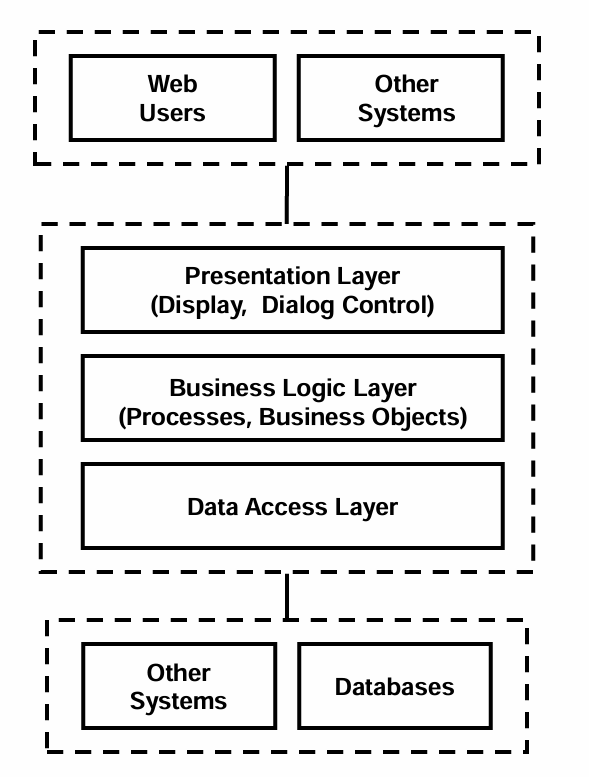 Web
Users
Other
Systems
Presentation Layer
(Display,  Dialog Control)
Business Logic Layer
(Processes, Business Objects)
Data Access Layer
Other
Systems
Databases